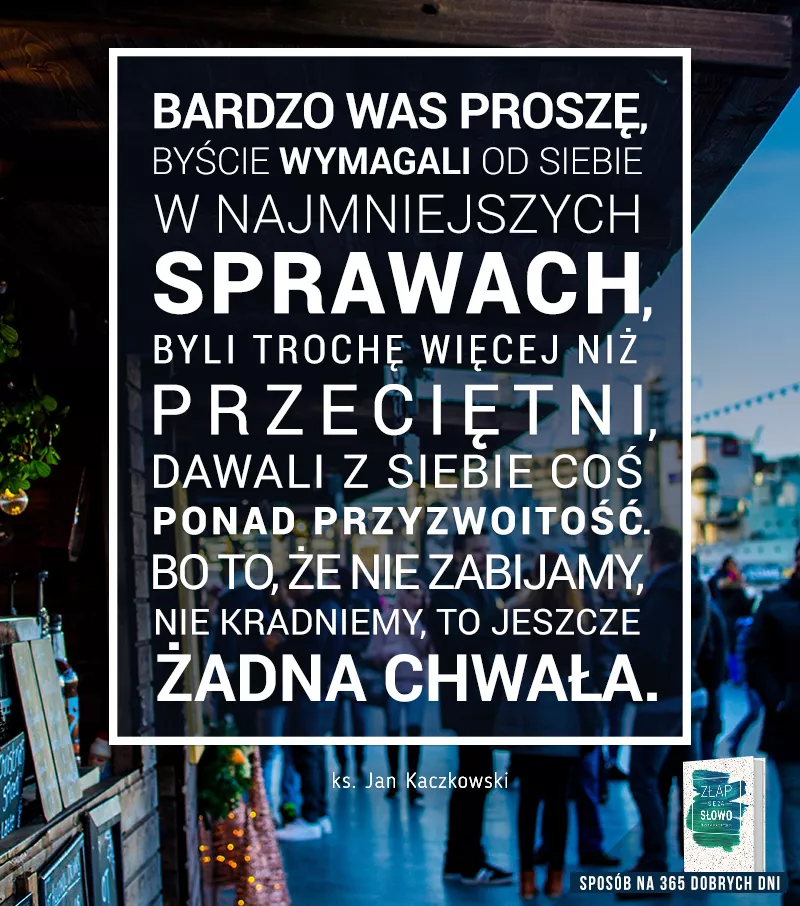 BARDZO WAS PROSZĘ,
BYŚCIE WYMAGALI OD SIEBIE
W NAJMNIEJSZYCH
SPRAWACH,
BYLI TROCHĘ WIĘCEJ NIŻ
PRZECIĘTNI,
DAWALI Z SIEBIE COŚ
PONAD PRZYZWOITOŚĆ.
BO TO, ŻE NIE ZABIJAMY,
NIE KRADNIEMY, TO JESZCZE
ŻADNA CHWAŁA.
ks. Jan Kaczkowski
ZŁAP
SŁOWO
SPOSÓB NA 365 DOBRYCH DNI